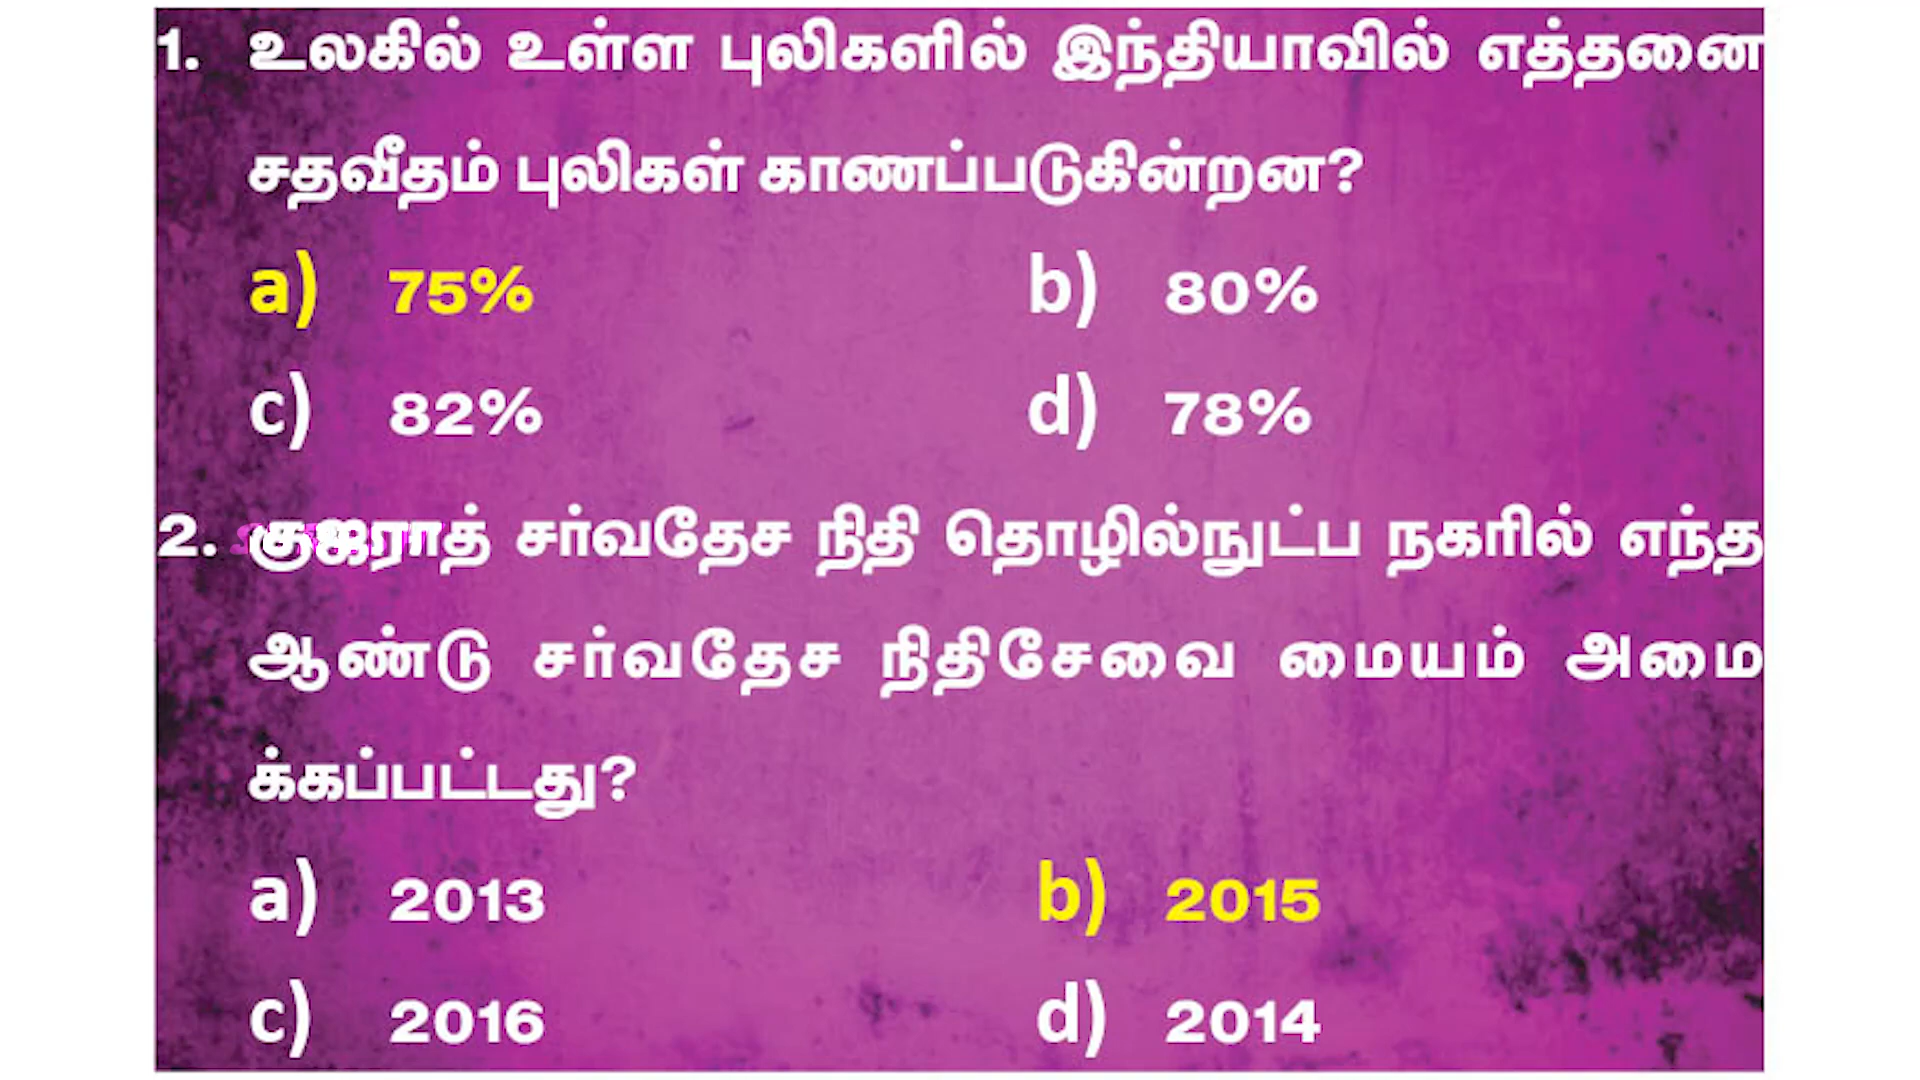 1. உலகில் உள்ள புலிகளில் இந்தியாவில் எத்தனை
சதவீதம் புலிகள் காணப்படுகின்றன?
a) 75% b) 80%
c) 82% d) 78%
2. குஜராத் சர்வதேச நிதி தொழில்நுட்ப நகரில் எந்த
ஆண்டு சர்வதேச நிதிசேவை மையம் அமை
க்கப்பட்டது?
a) 2013 b) 2015
c) 2016 d) 2014